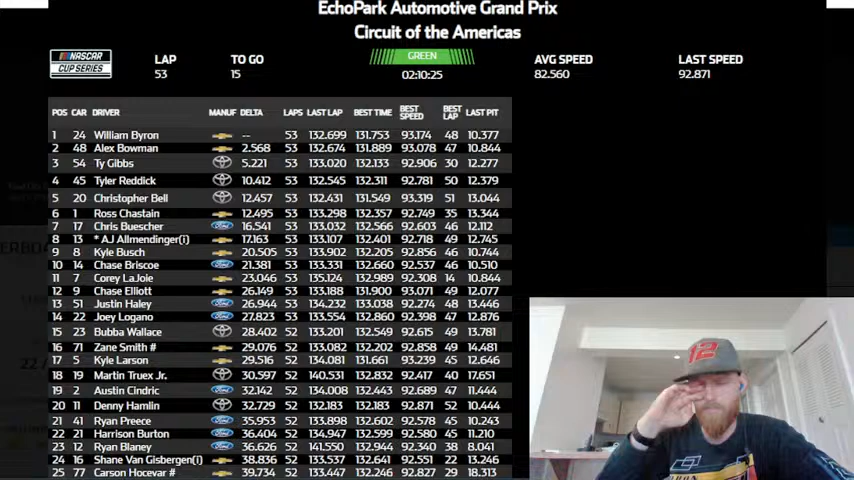 EchoPark Automotive Grand Prix
Circuit of the Americas
NASCAR CUP SERIES LAP TO GO GREEN AVG SPEED LAST SPEED
53 15 02:10:25 82.560 92.871
POS CAR DRIVER MANUF DELTA LAPS LAST LAP BEST TIME BEST SPEED BEST LAP LAST PIT
1 24 William Byron -- 53 132.699 131.753 93.174 48 10.377
2 48 Alex Bowman 2.568 53 132.674 131.889 93.078 47 10.844
3 54 Ty Gibbs 5.221 53 133.020 132.133 92.906 30 12.277
4 45 Tyler Reddick 10.412 53 132.545 132.311 92.781 50 12.379
5 20 Christopher Bell 12.457 53 132.431 131.549 93.319 51 13.044
6 1 Ross Chastain 12.495 53 133.298 132.357 92.749 35 13.344
7 17 Chris Buescher 16.541 53 133.032 132.566 92.603 46 12.112
8 13 * AJ Allmendinger(i) 17.163 53 133.107 132.401 92.718 49 12.745
9 8 Kyle Busch 20.505 53 133.902 132.205 92.856 46 10.744
10 14 Chase Briscoe 21.381 53 133.331 132.660 92.537 46 10.510
11 7 Corey LaJoie 23.046 53 135.124 132.989 92.308 14 10.844
12 9 Chase Elliott 26.149 53 133.188 131.900 93.071 49 12.077
13 51 Justin Haley 26.944 53 134.232 133.038 92.274 48 13.446
14 22 Joey Logano 27.823 53 133.554 132.860 92.398 47 12.876
15 23 Bubba Wallace 28.402 52 133.201 132.549 92.615 49 13.781
16 71 Zane Smith # 29.076 52 133.082 132.202 92.858 49 14.481
17 5 Kyle Larson 29.516 52 134.081 131.661 93.239 45 12.646
18 19 Martin Truex Jr. 30.597 52 140.531 132.832 92.417 40 17.651
19 2 Austin Cindric 32.142 52 134.008 132.443 92.689 47 11.444
20 11 Denny Hamlin 32.729 52 132.183 132.183 92.871 52 10.444
21 41 Ryan Preece 35.953 52 133.898 132.602 92.578 45 10.243
22 21 Harrison Burton 36.404 52 134.947 132.599 92.580 45 11.210
23 12 Ryan Blaney 36.626 52 141.550 132.944 92.340 38 8.041
24 16 Shane Van Gisbergen(i) 38.836 52 133.537 132.641 92.551 22 13.246
25 77 Carson Hocevar # 39.734 52 133.447 132.246 92.827 29 18.313
12